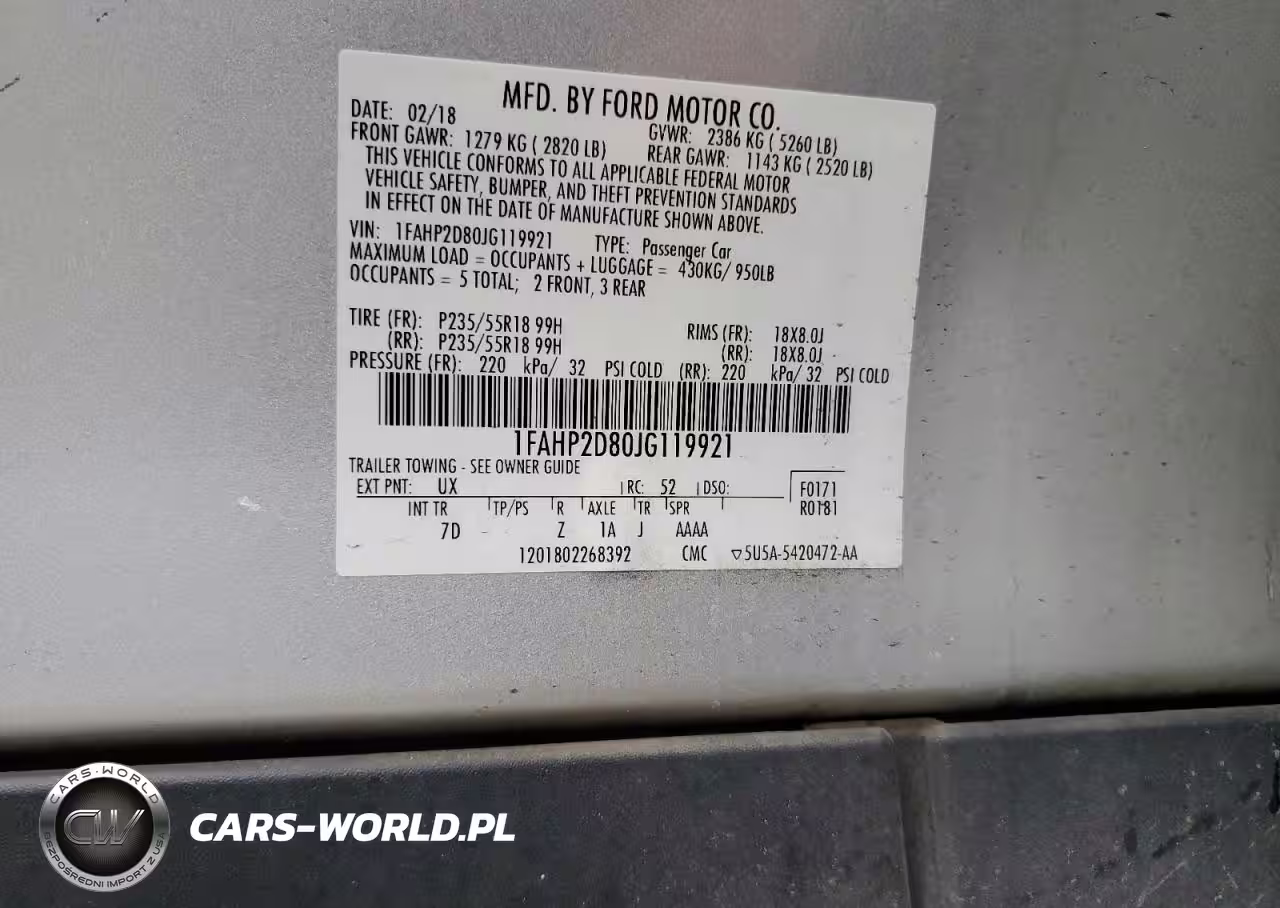 MFD. BY FORD MOTOR CO.
DATE: 02/18 GVWR: 2386 KG ( 5260 LB)
FRONT GAWR: 1279 KG ( 2820 LB) REAR GAWR: 1143 KG ( 2520 LB)
THIS VEHICLE CONFORMS TO ALL APPLICABLE FEDERAL MOTOR
VEHICLE SAFETY, BUMPER, AND THEFT PREVENTION STANDARDS
IN EFFECT ON THE DATE OF MANUFACTURE SHOWN ABOVE.
VIN: 1FAHP2D80JG119921 TYPE: Passenger Car
MAXIMUM LOAD = OCCUPANTS + LUGGAGE = 430KG/ 950LB
OCCUPANTS = 5 TOTAL; 2 FRONT, 3 REAR
TIRE (FR): P235/55R18 99H RIMS (FR): 18X8.0J
(RR): P235/55R18 99H (RR): 18X8.0J
PRESSURE (FR): 220 kPa/ 32 PSI COLD (RR): 220 kPa/ 32 PSI COLD
1FAHP2D80JG119921
TRAILER TOWING - SEE OWNER GUIDE
EXT PNT: UX RC: 52 DSO: F0171
INT TR TP/PS R AXLE TR SPR R0181
7D Z 1A J AAAA
1201802268392 CMC ▽5U5A-5420472-AA
CARS-WORLD
CW
BEZPOŚREDNI IMPORT Z USA
CARS-WORLD.PL